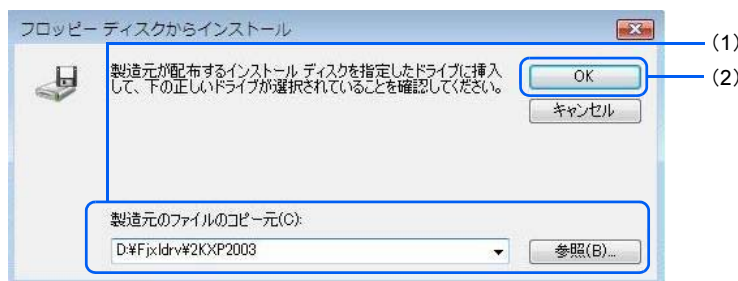 フロッピー ディスクからインストール
(1)
製造元が配布するインストール ディスクを指定したドライブに挿入
して、下の正しいドライブが選択されていることを確認してください。
OK
(2)
キャンセル
製造元のファイルのコピー元(C):
D:¥Fjxldrv¥2KXP2003
参照(B)...